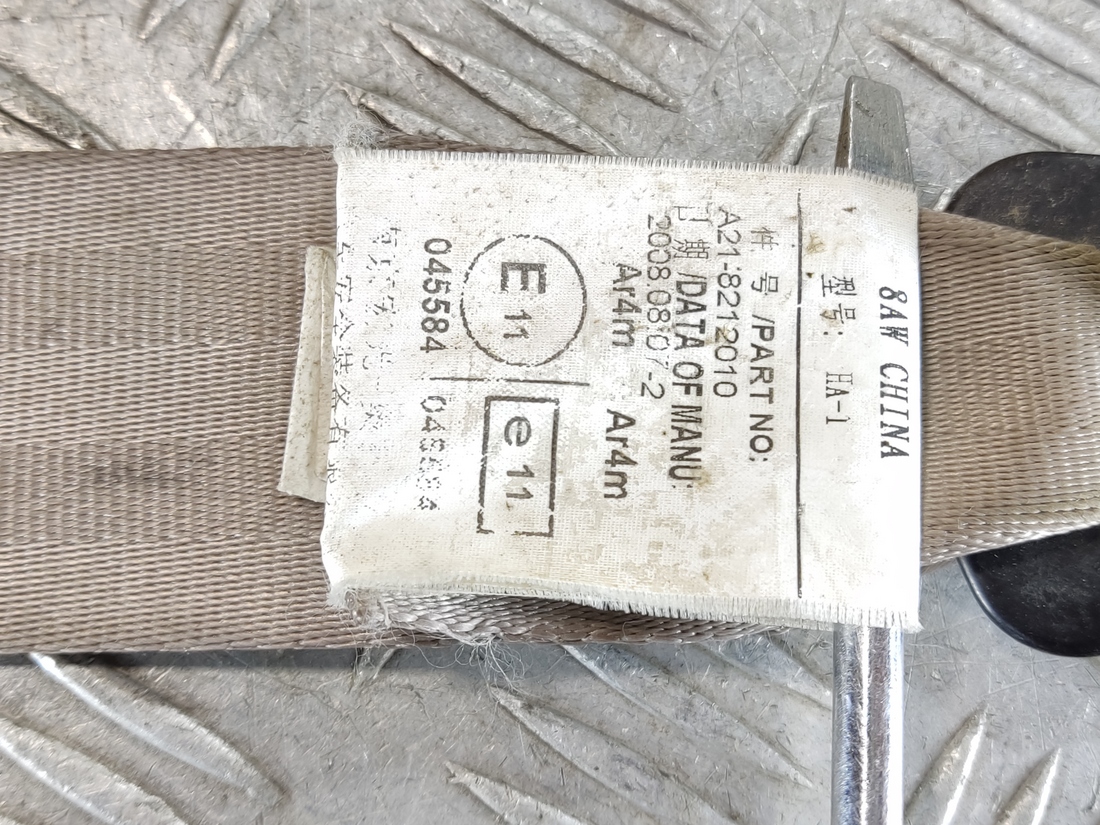 8AW CHINA
型号: HA-1
件 号 /PART NO:
A21-8212010
日 期 /DATA OF MANU:
2008.08.07-2
Ar4m Ar4m
E 11 e 11
045584